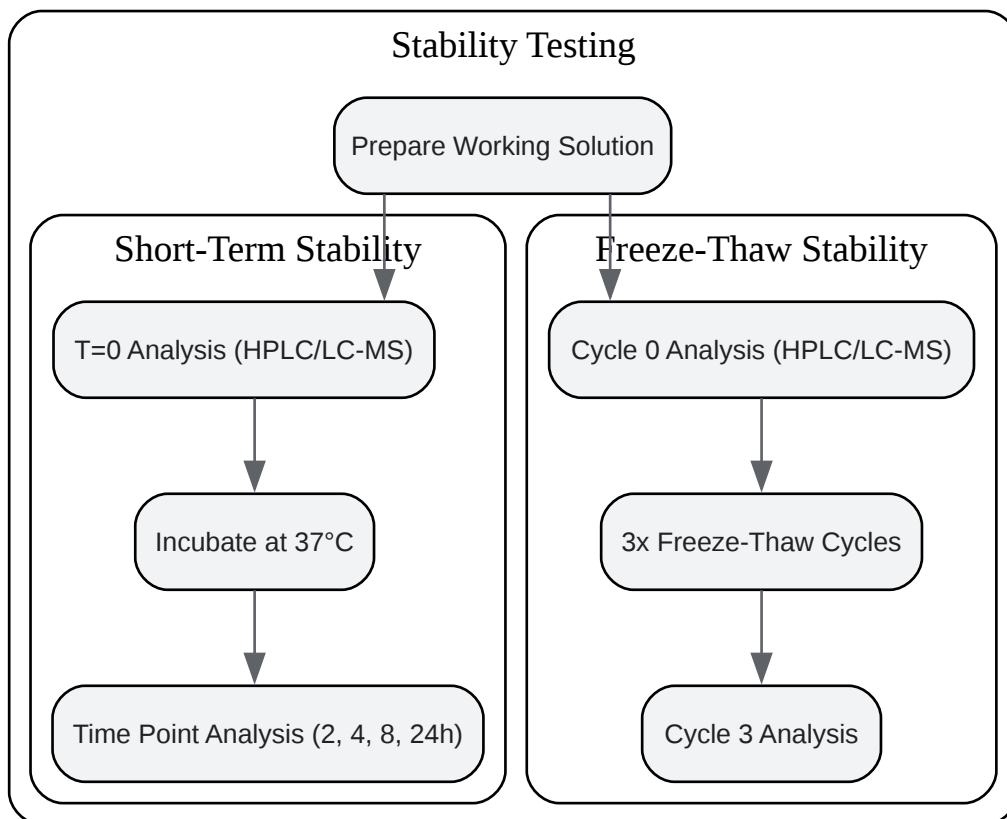 Stability Testing
Prepare Working Solution
Short-Term Stability
T=0 Analysis (HPLC/LC-MS)
Incubate at 37°C
Time Point Analysis (2, 4, 8, 24h)
Freeze-Thaw Stability
Cycle 0 Analysis (HPLC/LC-MS)
3x Freeze-Thaw Cycles
Cycle 3 Analysis